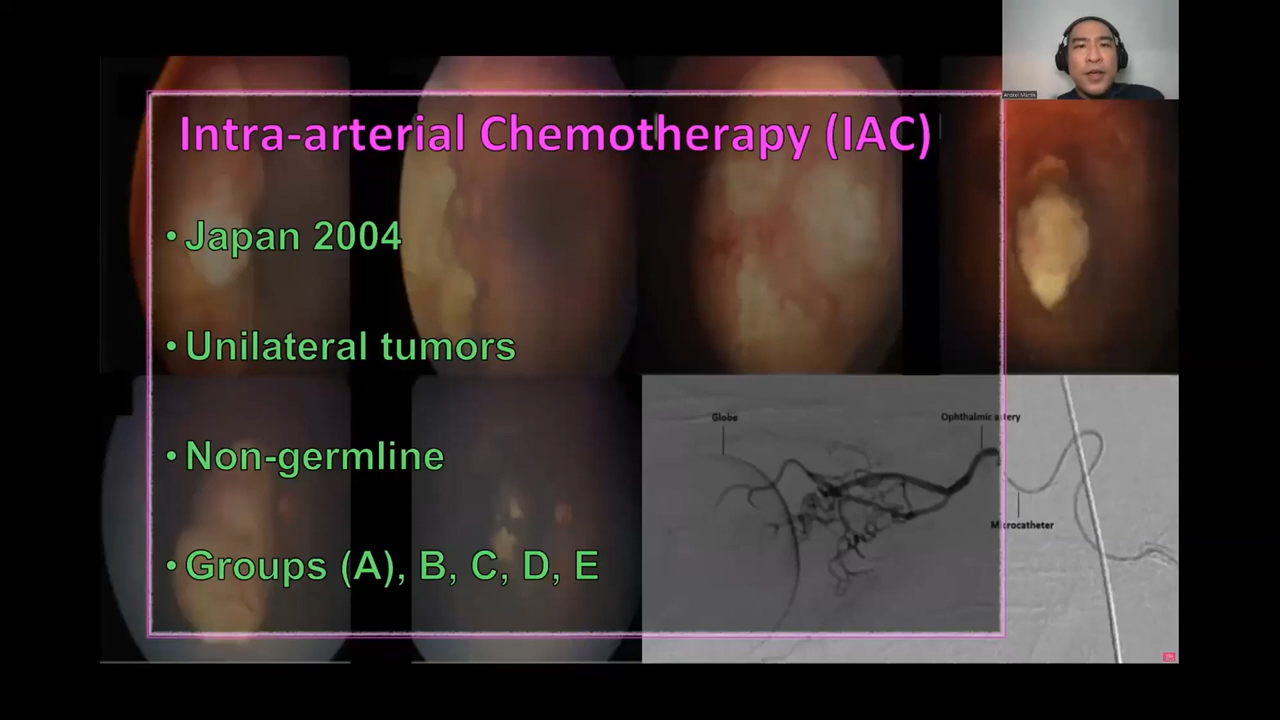 Intra-arterial Chemotherapy (IAC)
• Japan 2004
• Unilateral tumors
• Non-germline
• Groups (A), B, C, D, E
Globe
Ophthalmic artery
Microcatheter